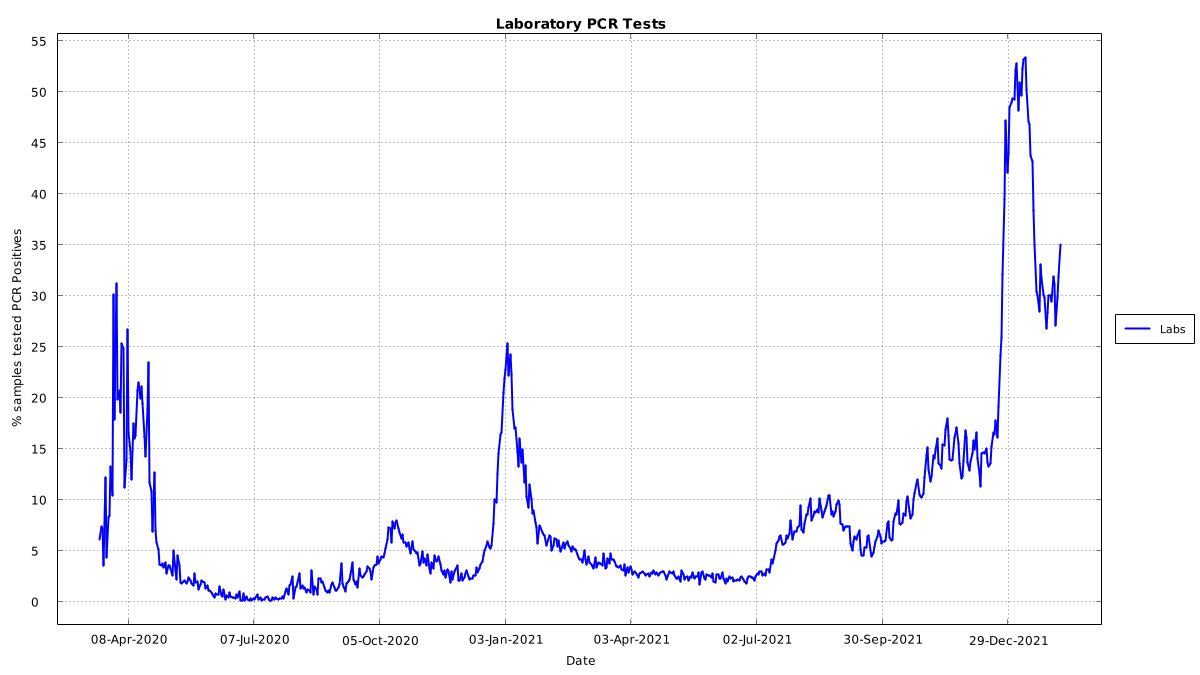 Laboratory PCR Tests
% samples tested PCR Positives
55
50
45
40
35
30
25
20
15
10
5
0
08-Apr-2020 07-Jul-2020 05-Oct-2020 03-Jan-2021 03-Apr-2021 02-Jul-2021 30-Sep-2021 29-Dec-2021
Date
Labs